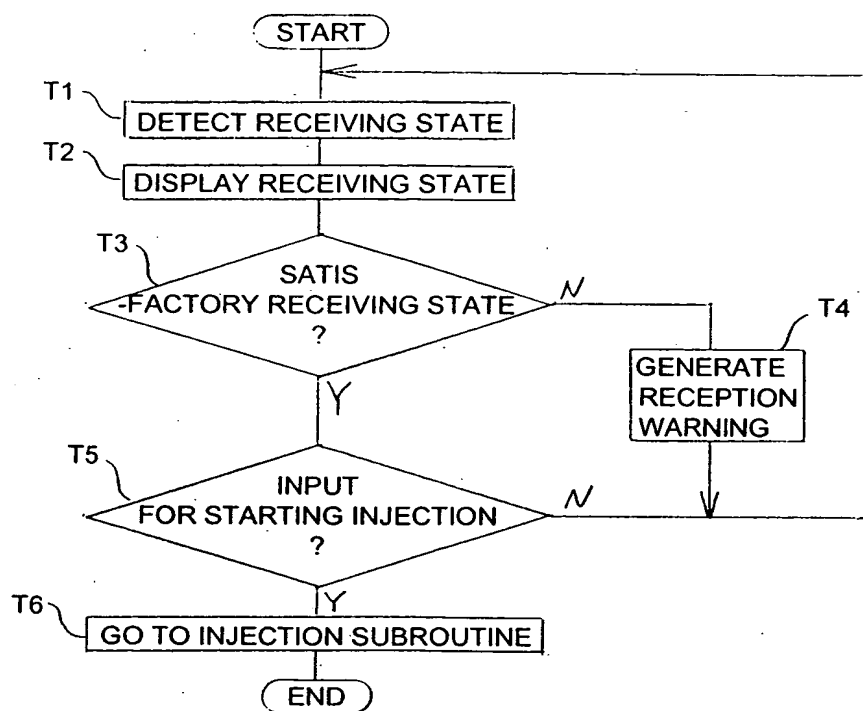 START
T1
DETECT RECEIVING STATE
T2
DISPLAY RECEIVING STATE
T3
SATIS
-FACTORY RECEIVING STATE
?
N
T4
GENERATE
RECEPTION
WARNING
Y
T5
INPUT
FOR STARTING INJECTION
?
N
Y
T6
GO TO INJECTION SUBROUTINE
END